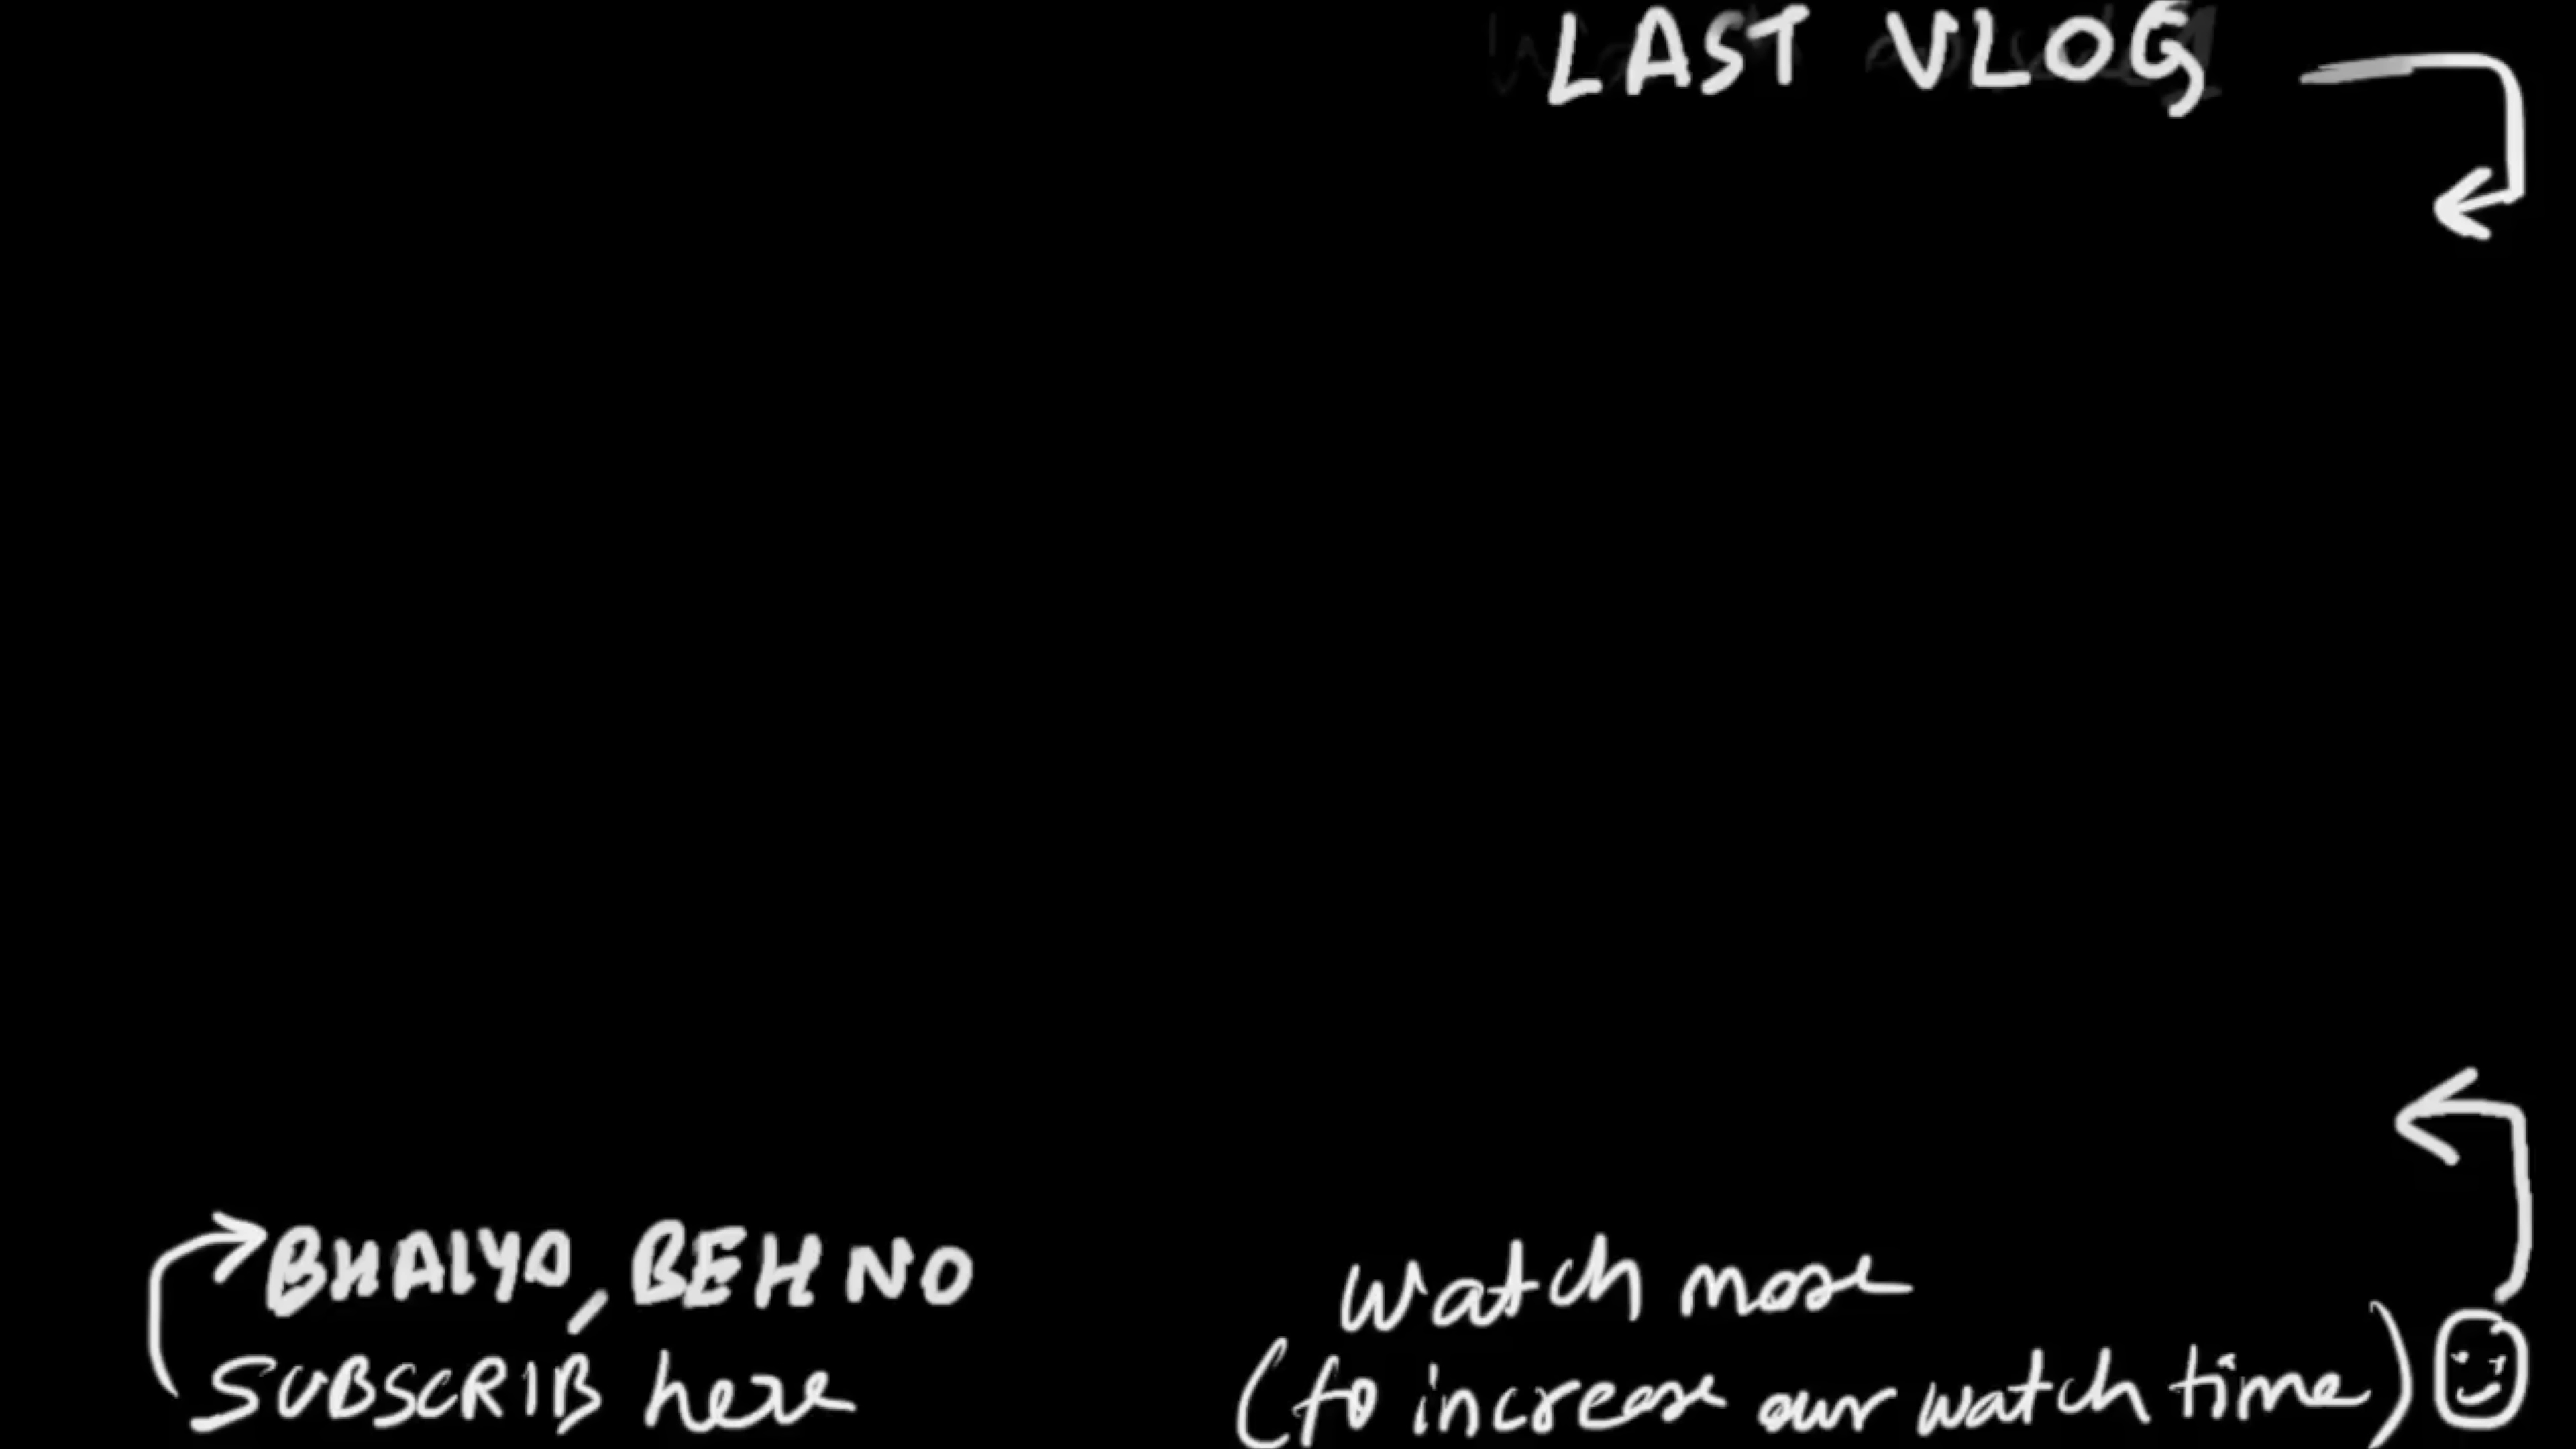 LAST VLOG
BHAIYO, BEHNO
SUBSCRIB here
Watch more
(to increase our watch time)